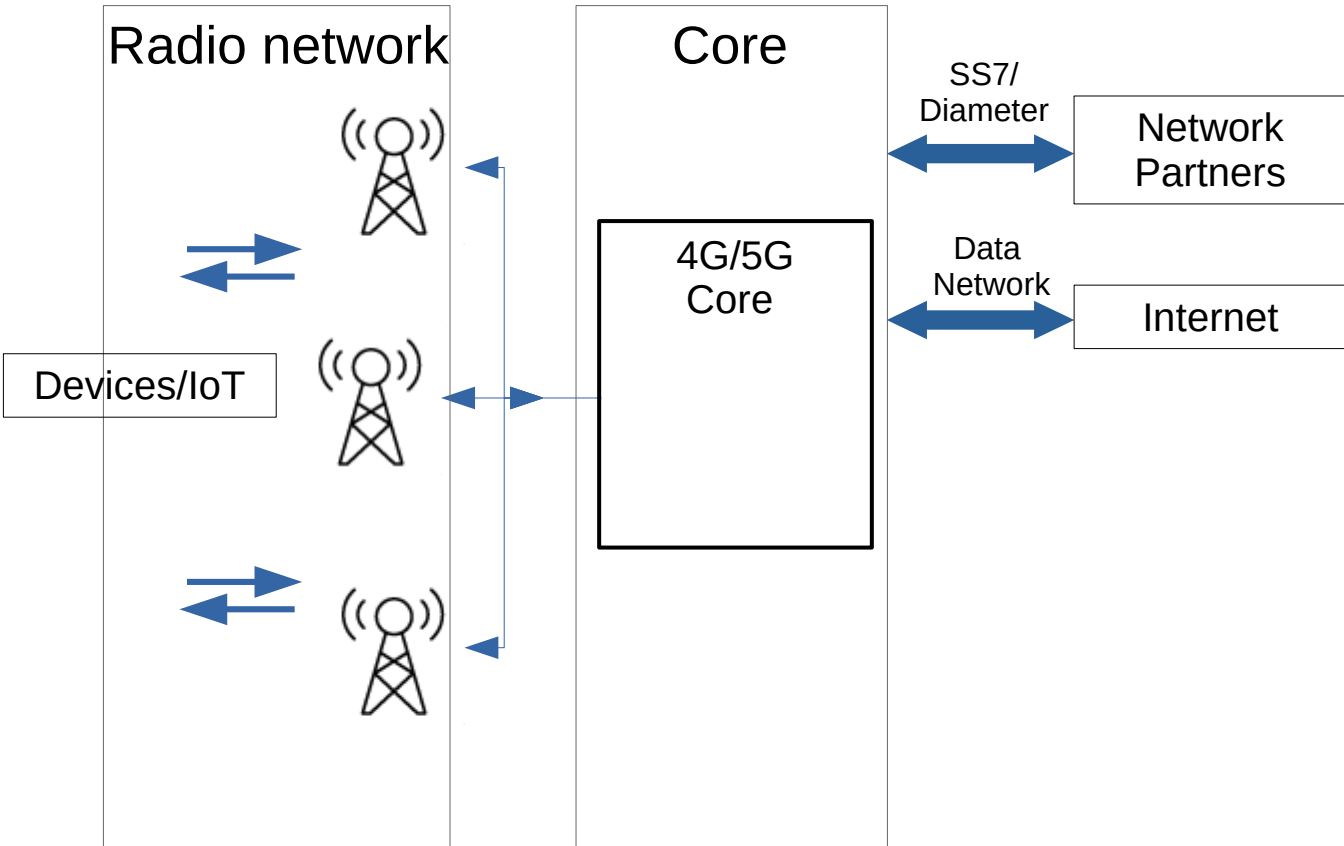 Radio network
Core
SS7/
Diameter
Network
Partners
4G/5G
Core
Data
Network
Internet
Devices/IoT